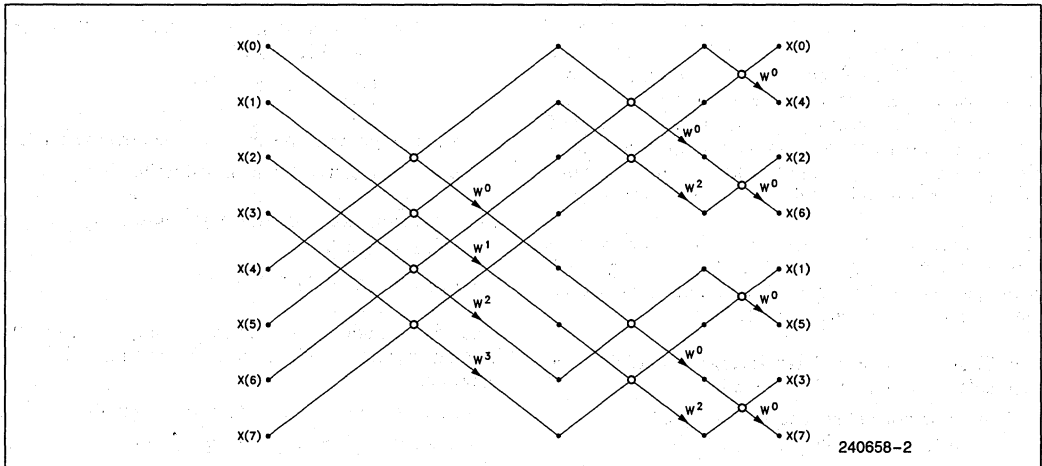 X(0) X(0)
W⁰
X(1) X(4)
W⁰
X(2) X(2)
W⁰ W² W⁰
X(3) X(6)
W¹
X(4) X(1)
W² W⁰
X(5) X(5)
W³ W⁰
X(6) X(3)
W² W⁰
X(7) X(7)
240658-2